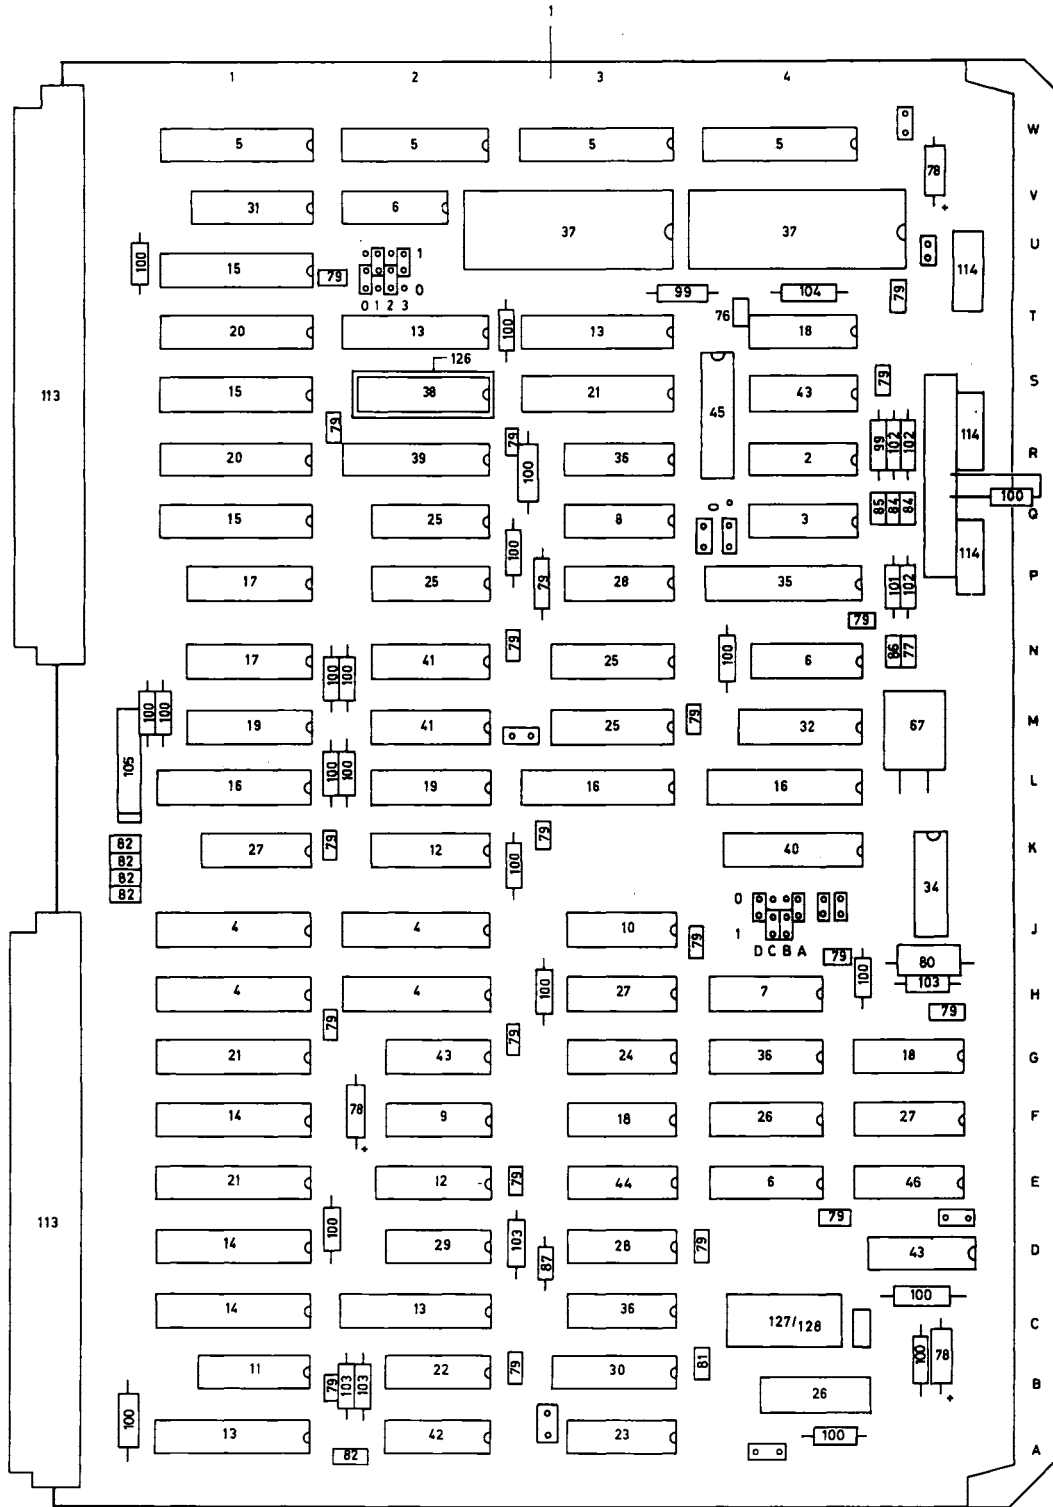 1
1 2 3 4
W
5 5 5 5
78
+
V
31 6 37 37
U
100 15 79 1 114
0
0 1 2 3
99 104 79
T
76
20 13 100 13 18
126
S
113 15 38 21 45 43 79
79 79
R
20 39 100 36 2 99 102 102 114
100
Q
15 25 8 3 85 84 84
100
P
17 25 79 28 35 101 102 114
79
N
17 100 100 41 79 25 100 6 86 77
M
100 100 19 41 25 79 32 67
105
L
16 100 100 19 16 16
K
82 27 79 12 100 79 40 34
82
82
82
0
J
4 4 10 79 1
D C B A
79 80
H
4 4 100 27 7 100 103
79 79
G
21 43 79 24 36 18
F
14 78 9 18 26 27
+
E
21 12 79 44 6 46
113 100 79
D
14 29 103 87 28 79 43
100
C
14 13 36 127/128
100 78
B
11 79 103 103 22 79 30 81 26
+
100
A
13 42 23 100
82